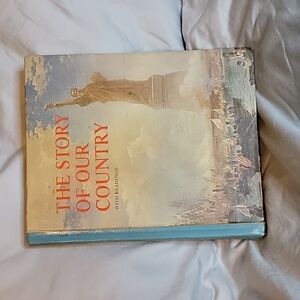 THE STORY
OF OUR
COUNTRY
WITH READINGS